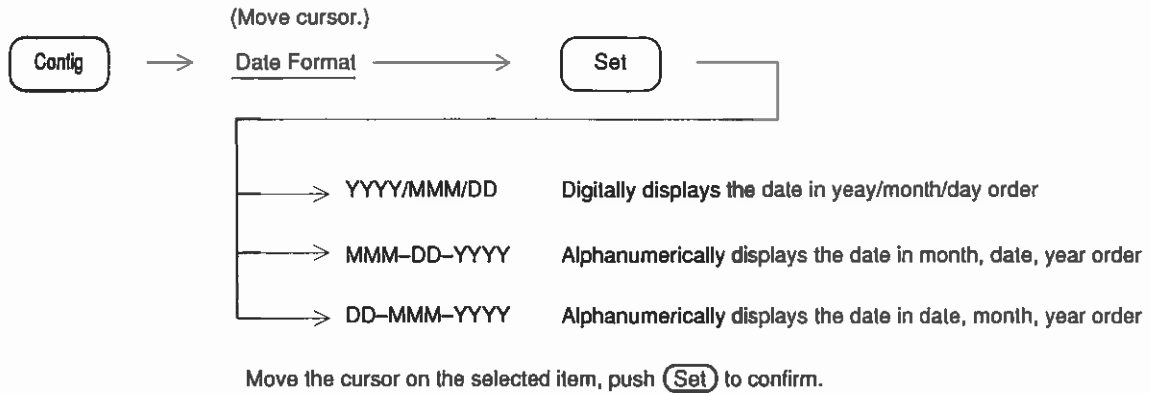 (Move cursor.)
Config → Date Format → Set
YYYY/MMM/DD Digitally displays the date in yeay/month/day order
MMM–DD–YYYY Alphanumerically displays the date in month, date, year order
DD–MMM–YYYY Alphanumerically displays the date in date, month, year order
Move the cursor on the selected item, push Set to confirm.